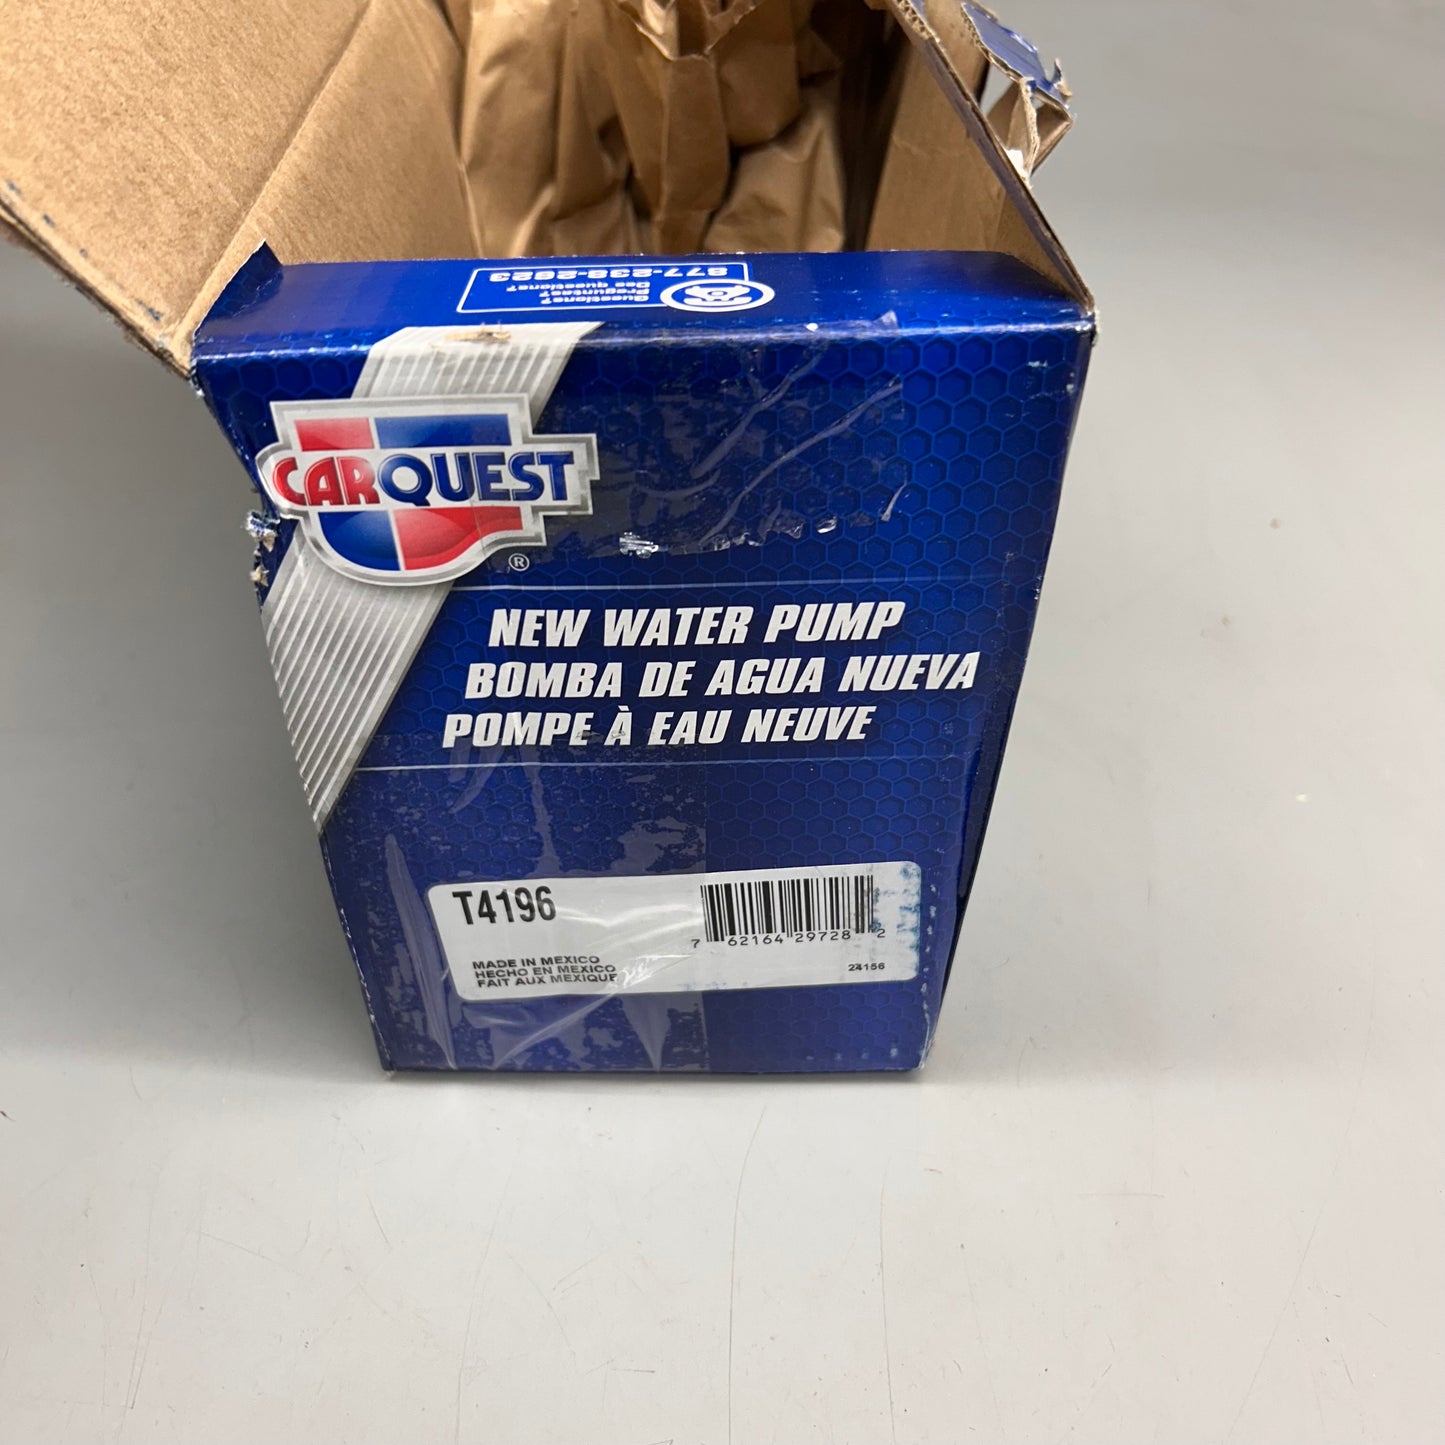 Questions?
Preguntas?
Des questions?
877-238-2623
CARQUEST
®
NEW WATER PUMP
BOMBA DE AGUA NUEVA
POMPE À EAU NEUVE
T4196
7 62164 29728 2
MADE IN MEXICO
HECHO EN MEXICO
FAIT AUX MEXIQUE
24156